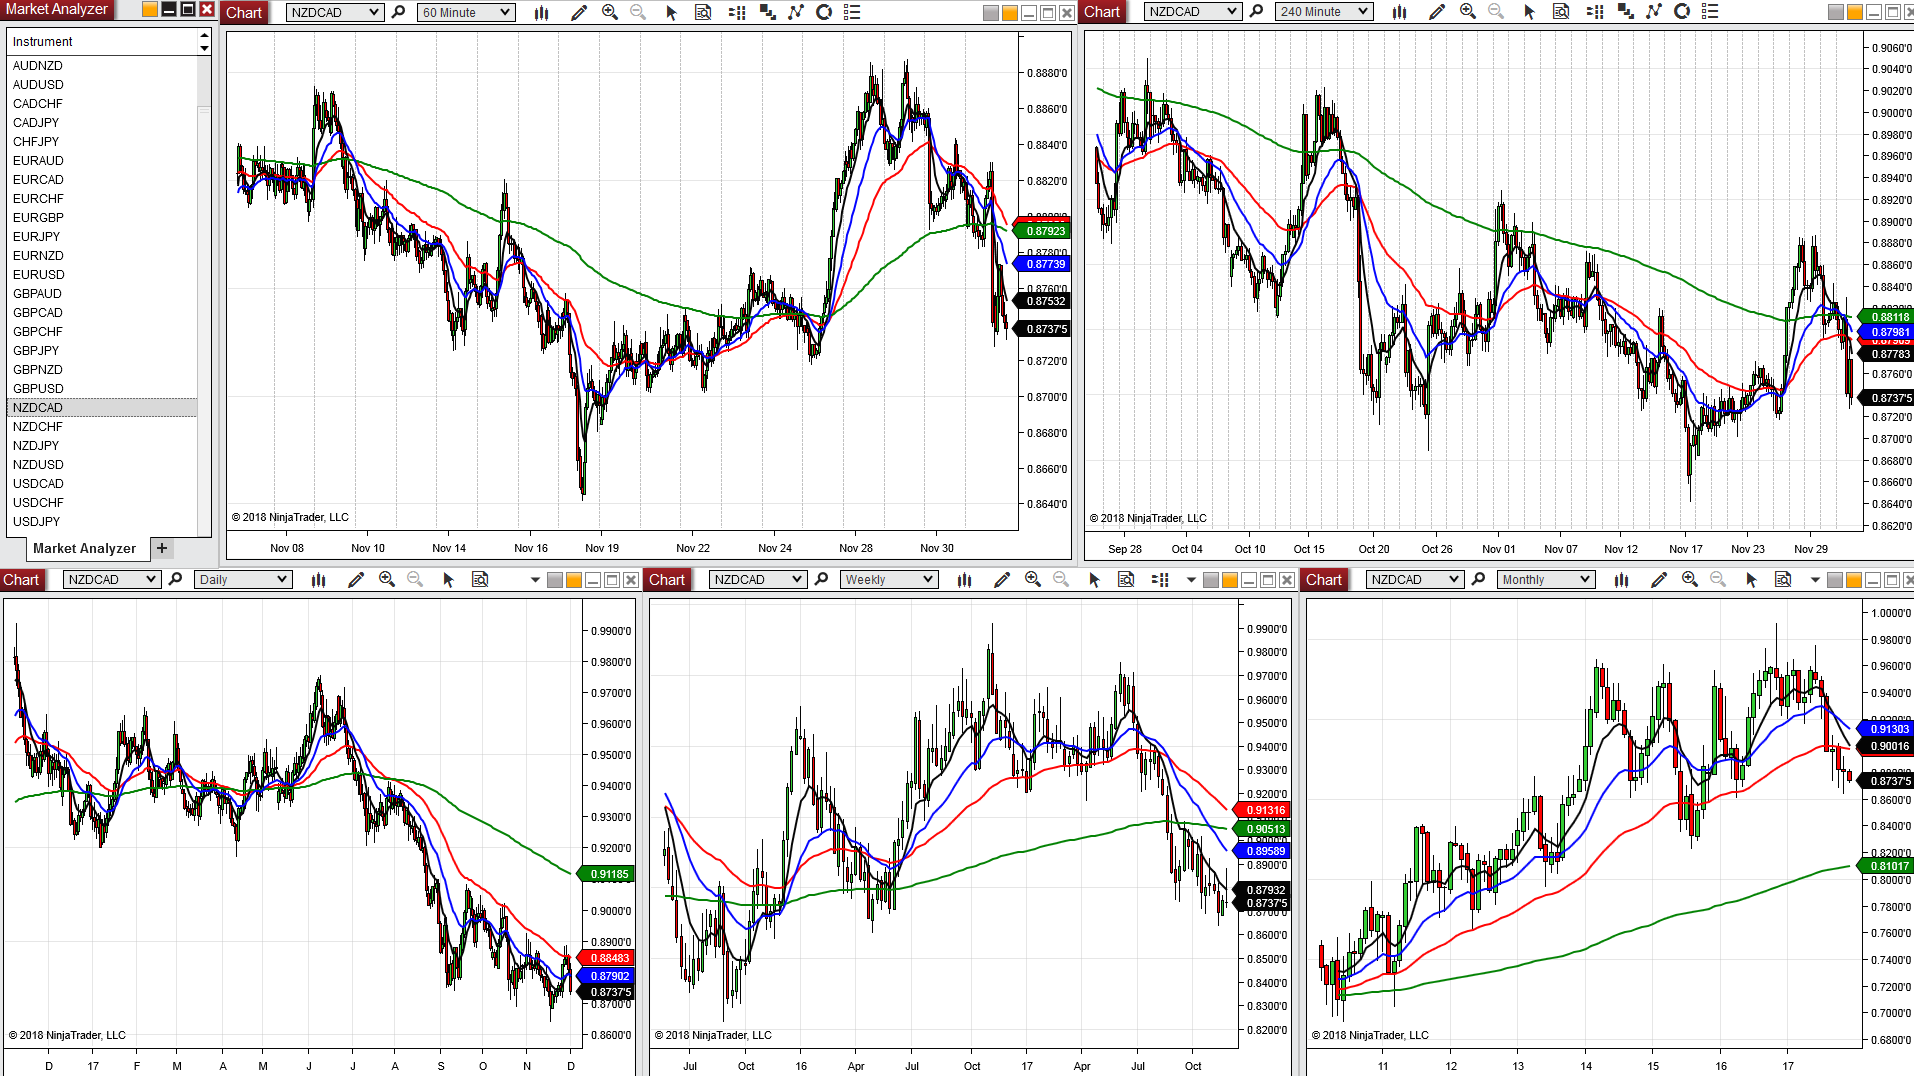 Market Analyzer
Instrument
AUDNZD
AUDUSD
CADCHF
CADJPY
CHFJPY
EURAUD
EURCAD
EURCHF
EURGBP
EURJPY
EURNZD
EURUSD
GBPAUD
GBPCAD
GBPCHF
GBPJPY
GBPNZD
GBPUSD
NZDCAD
NZDCHF
NZDJPY
NZDUSD
USDCAD
USDCHF
USDJPY
Market Analyzer +
Chart NZDCAD 60 Minute
0.8880'0
0.8860'0
0.8840'0
0.8820'0
0.87923
0.87739
0.87532
0.8737'5
0.8720'0
0.8700'0
0.8680'0
0.8660'0
0.8640'0
© 2018 NinjaTrader, LLC
Nov 08 Nov 10 Nov 14 Nov 16 Nov 19 Nov 22 Nov 24 Nov 28 Nov 30
Chart NZDCAD 240 Minute
0.9060'0
0.9040'0
0.9020'0
0.9000'0
0.8980'0
0.8960'0
0.8940'0
0.8920'0
0.8900'0
0.8880'0
0.8860'0
0.8840'0
0.88118
0.87981
0.87783
0.8760'0
0.8737'5
0.8720'0
0.8700'0
0.8680'0
0.8660'0
0.8640'0
0.8620'0
© 2018 NinjaTrader, LLC
Sep 28 Oct 04 Oct 10 Oct 15 Oct 20 Oct 26 Nov 01 Nov 07 Nov 12 Nov 17 Nov 23 Nov 29
Chart NZDCAD Daily
0.9900'0
0.9800'0
0.9700'0
0.9600'0
0.9500'0
0.9400'0
0.9300'0
0.9200'0
0.91185
0.9000'0
0.8900'0
0.88483
0.87902
0.8737'5
0.8700'0
0.8600'0
© 2018 NinjaTrader, LLC
D 17 F M A M J J A S O N D
Chart NZDCAD Weekly
0.9900'0
0.9800'0
0.9700'0
0.9600'0
0.9500'0
0.9400'0
0.9300'0
0.9200'0
0.91316
0.90513
0.89589
0.8900'0
0.87932
0.8737'5
0.8700'0
0.8600'0
0.8500'0
0.8400'0
0.8300'0
0.8200'0
© 2018 NinjaTrader, LLC
Jul Oct 16 Apr Jul Oct 17 Apr Jul Oct
Chart NZDCAD Monthly
1.0000'0
0.9800'0
0.9600'0
0.9400'0
0.91303
0.90016
0.8737'5
0.8600'0
0.8400'0
0.8200'0
0.81017
0.8000'0
0.7800'0
0.7600'0
0.7400'0
0.7200'0
0.7000'0
0.6800'0
© 2018 NinjaTrader, LLC
11 12 13 14 15 16 17